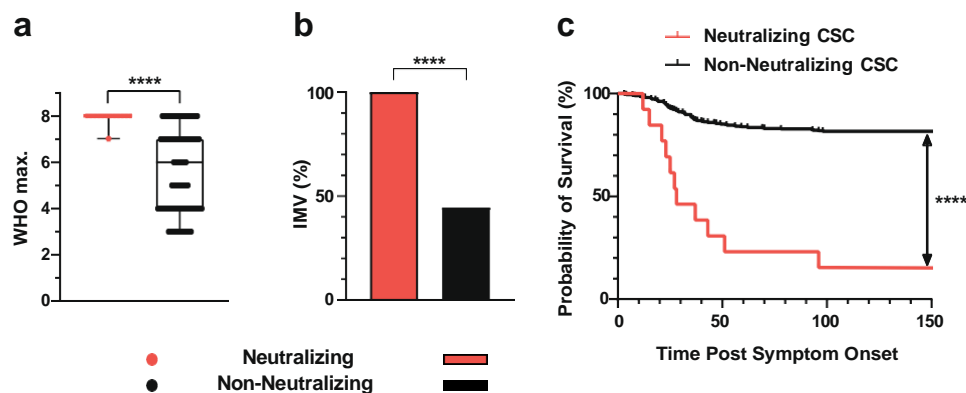 a
b
c
Neutralizing CSC
Non-Neutralizing CSC
****
WHO max.
8
6
4
2
0
****
IMV (%)
100
50
0
Probability of Survival (%)
100
50
0
****
0
50
100
150
Time Post Symptom Onset
Neutralizing
Non-Neutralizing